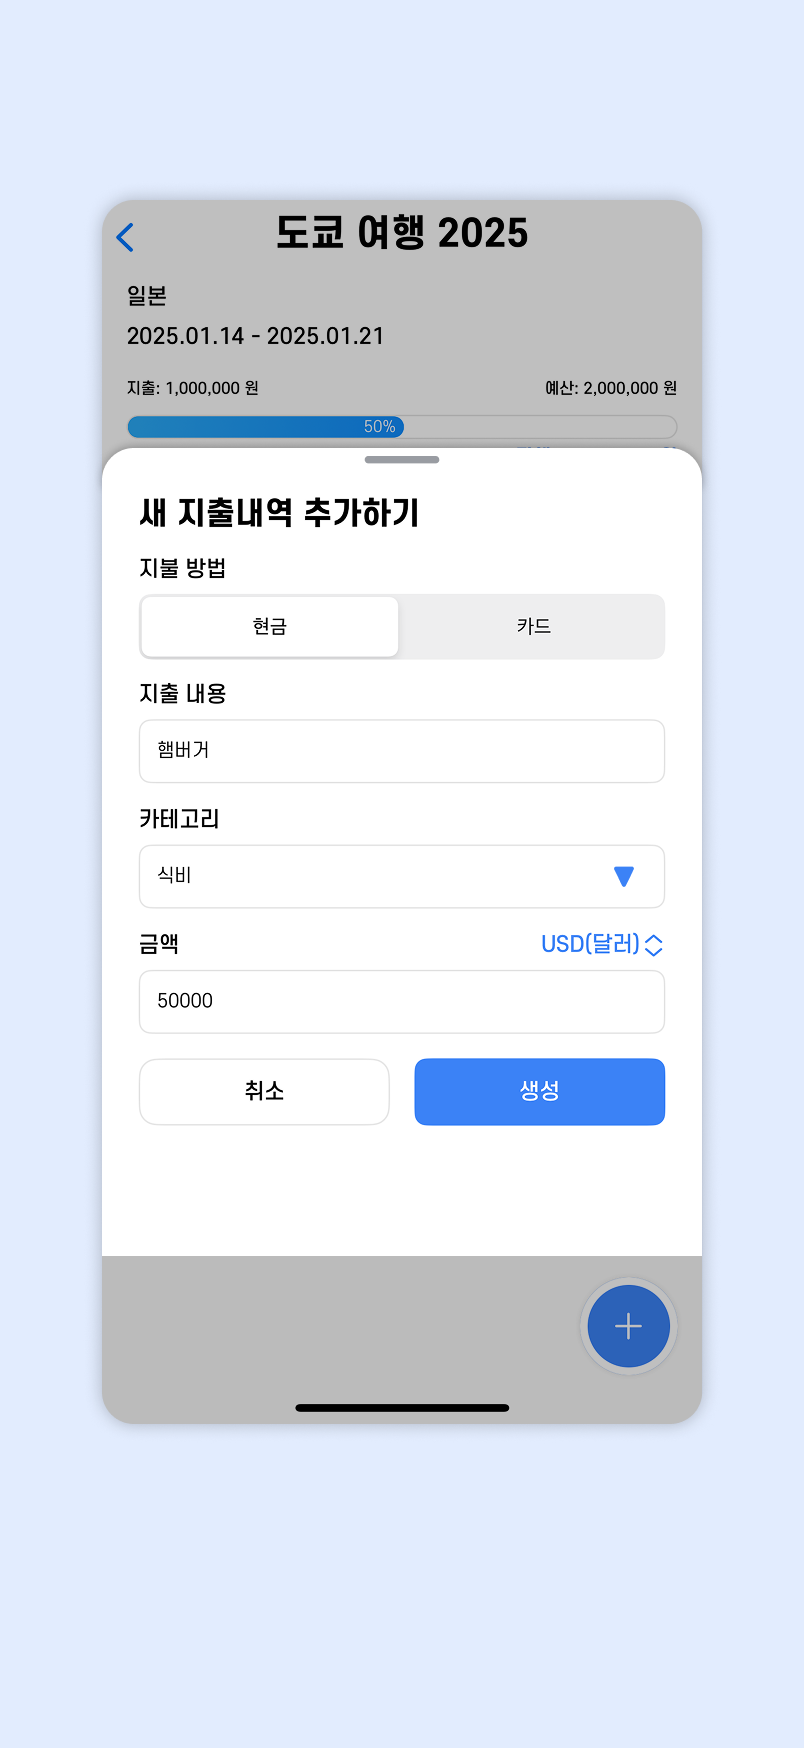 도쿄 여행 2025
일본
2025.01.14 - 2025.01.21
지출: 1,000,000 원 예산: 2,000,000 원
50%
새 지출내역 추가하기
지불 방법
현금 카드
지출 내용
햄버거
카테고리
식비
금액 USD(달러)
50000
취소 생성